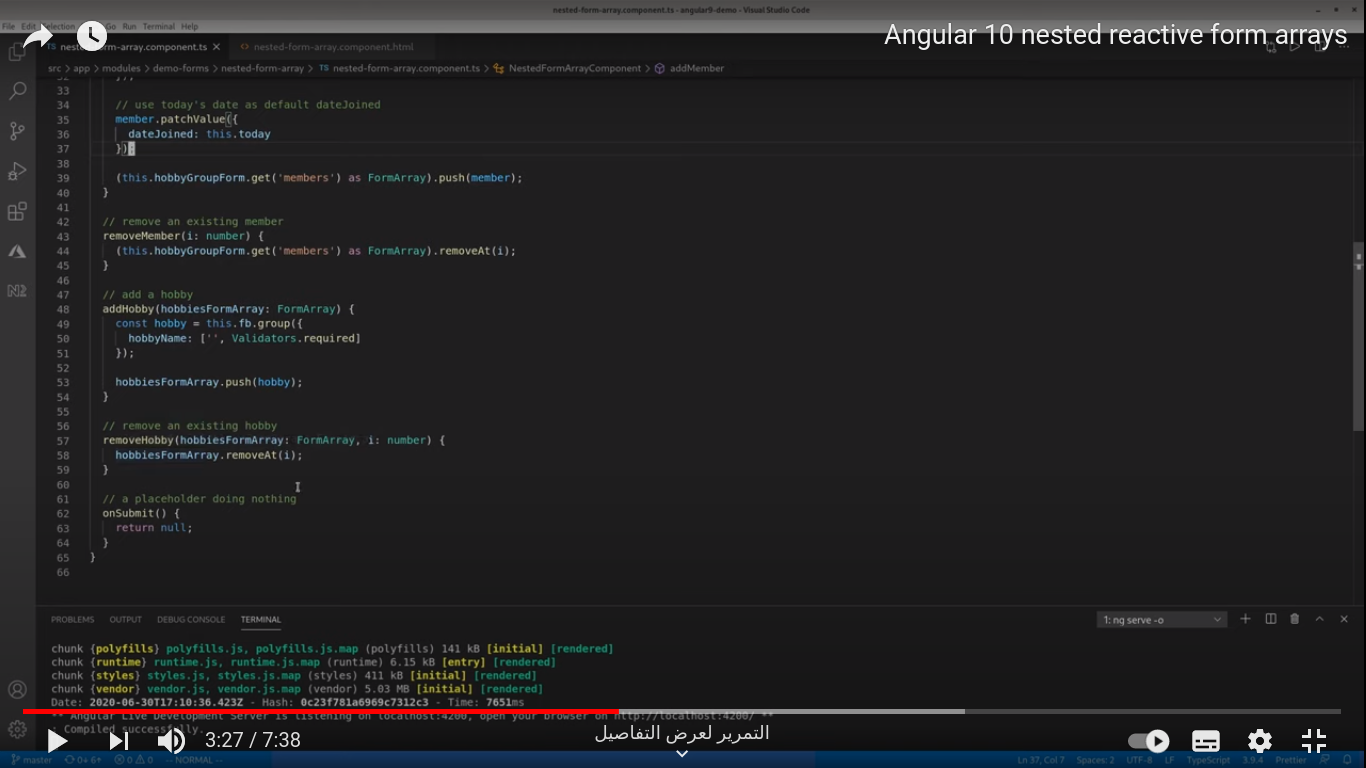 nested-form-array.component.ts - angular9-demo - Visual Studio Code
File Edit Selection Go Run Terminal Help
Angular 10 nested reactive form arrays
nested-form-array.component.ts nested-form-array.component.html
src > app > modules > demo-forms > nested-form-array > TS nested-form-array.component.ts > NestedFormArrayComponent > addMember
33
34 // use today's date as default dateJoined
35 member.patchValue({
36 dateJoined: this.today
37 });
38
39 (this.hobbyGroupForm.get('members') as FormArray).push(member);
40 }
41
42 // remove an existing member
43 removeMember(i: number) {
44 (this.hobbyGroupForm.get('members') as FormArray).removeAt(i);
45 }
46
47 // add a hobby
48 addHobby(hobbiesFormArray: FormArray) {
49 const hobby = this.fb.group({
50 hobbyName: ['', Validators.required]
51 });
52
53 hobbiesFormArray.push(hobby);
54 }
55
56 // remove an existing hobby
57 removeHobby(hobbiesFormArray: FormArray, i: number) {
58 hobbiesFormArray.removeAt(i);
59 }
60
61 // a placeholder doing nothing
62 onSubmit() {
63 return null;
64 }
65 }
66
PROBLEMS OUTPUT DEBUG CONSOLE TERMINAL 1: ng serve -o
chunk {polyfills} polyfills.js, polyfills.js.map (polyfills) 141 kB [initial] [rendered]
chunk {runtime} runtime.js, runtime.js.map (runtime) 6.15 kB [entry] [rendered]
chunk {styles} styles.js, styles.js.map (styles) 411 kB [initial] [rendered]
chunk {vendor} vendor.js, vendor.js.map (vendor) 5.03 MB [initial] [rendered]
Date: 2020-06-30T17:10:36.423Z - Hash: 0c23f781a6969c7312c3 - Time: 7651ms
** Angular Live Development Server is listening on localhost:4200, open your browser on http://localhost:4200/ **
: Compiled successfully.
3:27 / 7:38 التمرير لعرض التفاصيل
master 0↓ 6↑ 0 0 -- NORMAL -- Ln 37, Col 7 Spaces: 2 UTF-8 LF TypeScript 3.9.4 Prettier